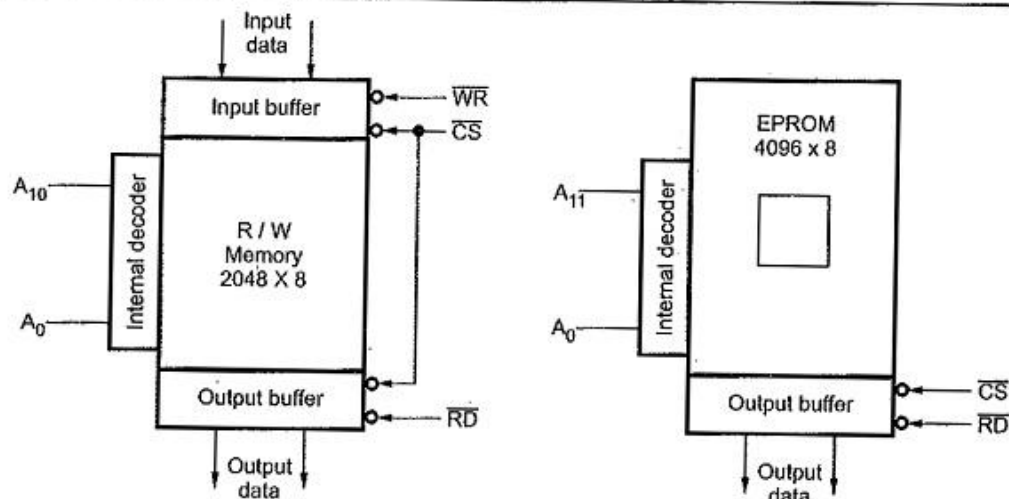 Input
data
Input buffer
WR
CS
A10
Internal decoder
R / W
Memory
2048 X 8
A0
Output buffer
RD
Output
data
EPROM
4096 x 8
A11
Internal decoder
A0
Output buffer
CS
RD
Output
data